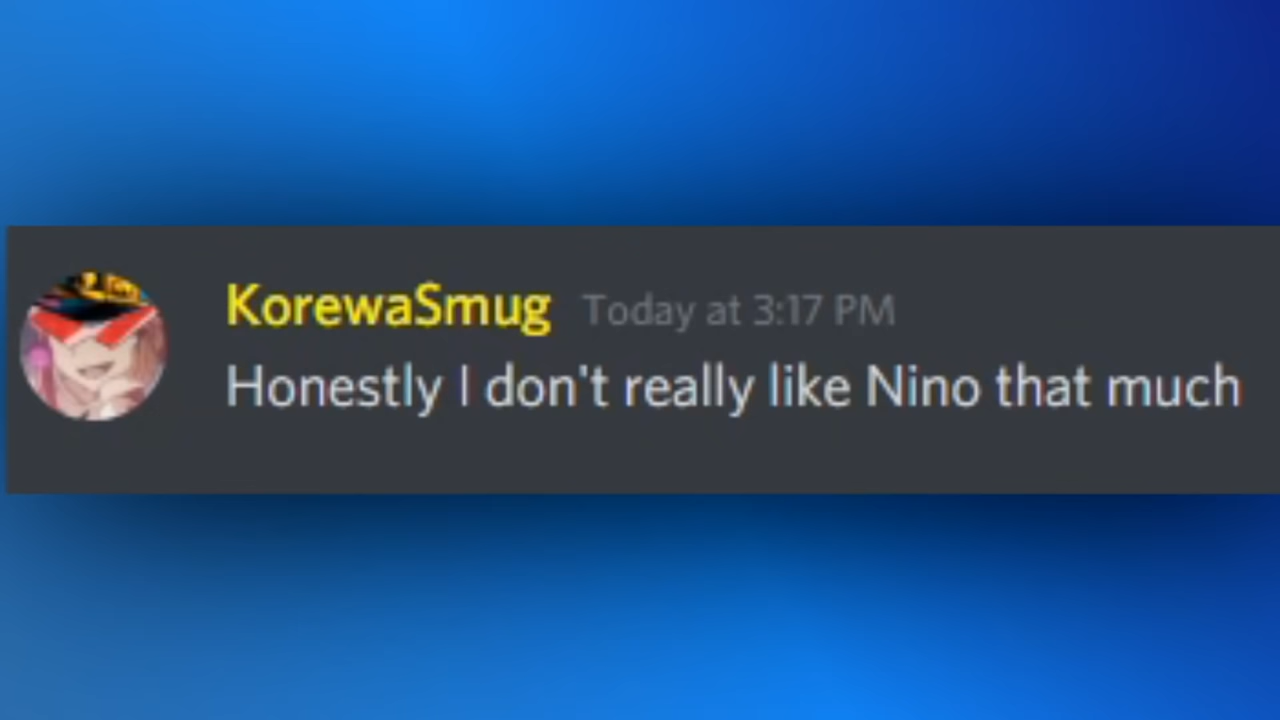 KorewaSmug Today at 3:17 PM
Honestly I don't really like Nino that much